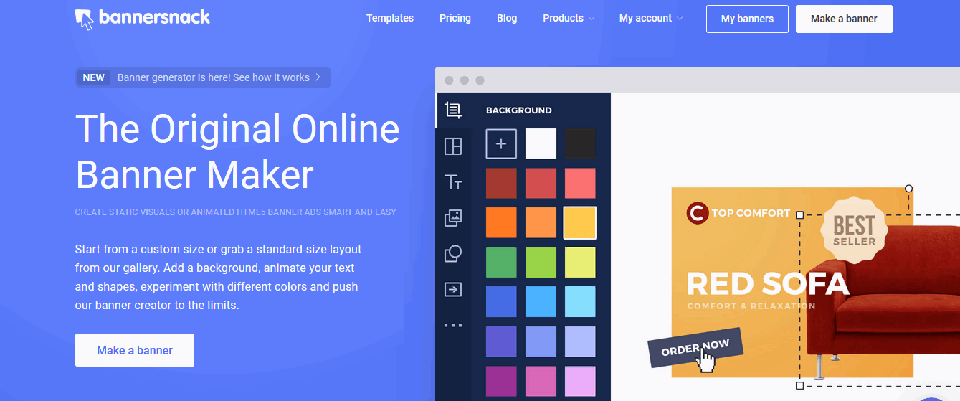 bannersnack
Templates Pricing Blog Products My account My banners Make a banner
NEW Banner generator is here! See how it works
The Original Online
Banner Maker
CREATE STATIC VISUALS OR ANIMATED HTML5 BANNER ADS SMART AND EASY
Start from a custom size or grab a standard size layout
from our gallery. Add a background, animate your text
and shapes, experiment with different colors and push
our banner creator to the limits.
Make a banner
BACKGROUND
TT
C TOP COMFORT
BEST
SELLER
RED SOFA
COMFORT & RELAXATION
ORDER NOW